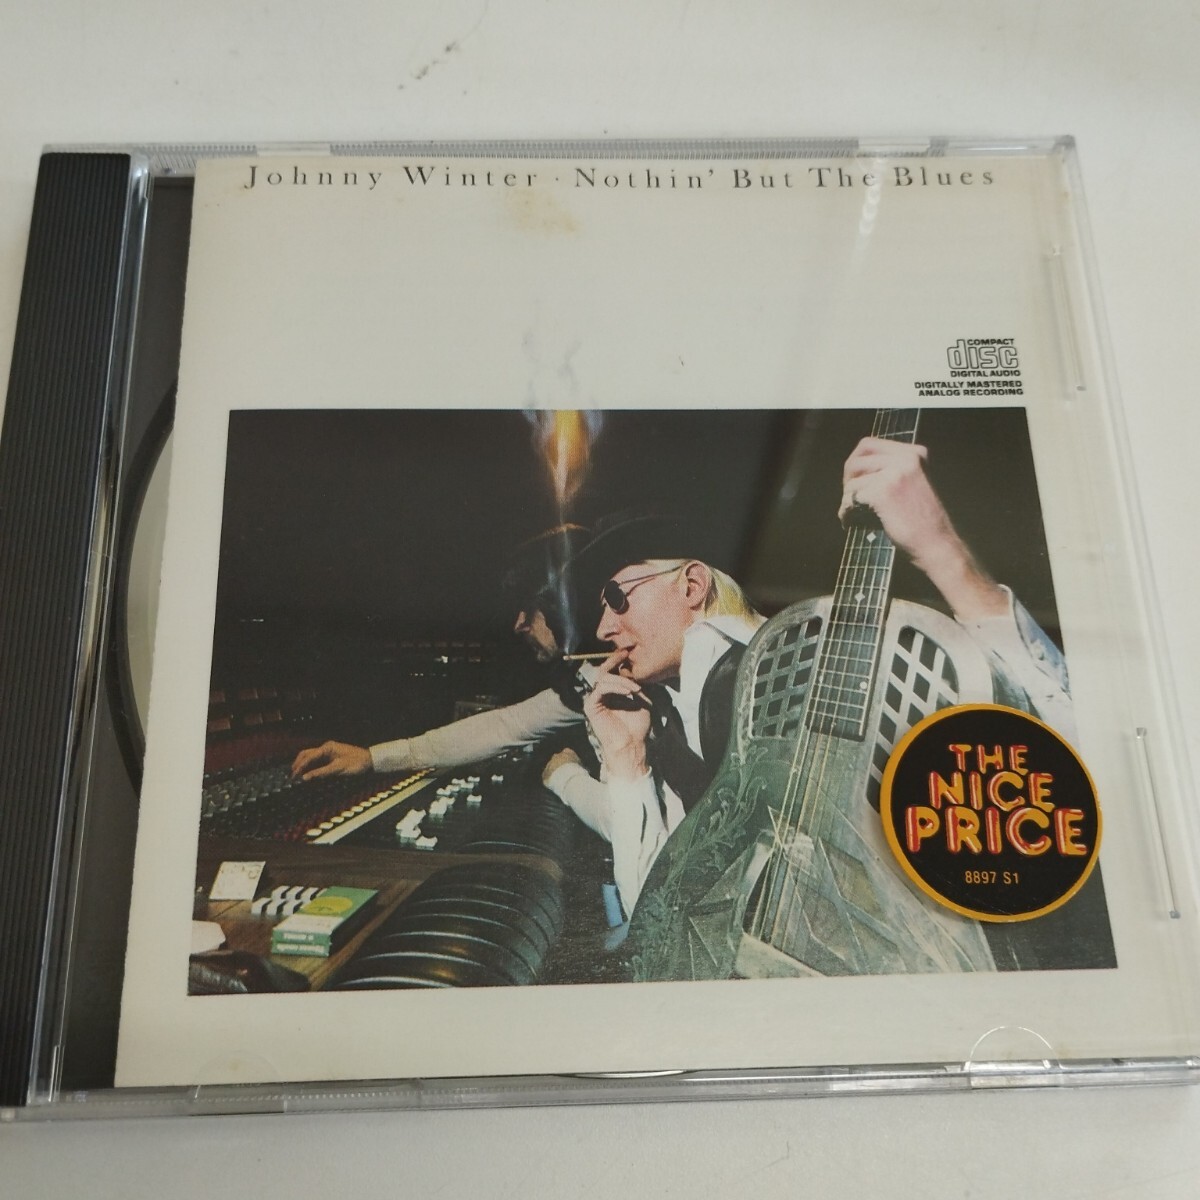 Johnny Winter · Nothin' But The Blues
COMPACT
disc
DIGITAL AUDIO
DIGITALLY MASTERED
ANALOG RECORDING
THE
NICE
PRICE
8897 S1